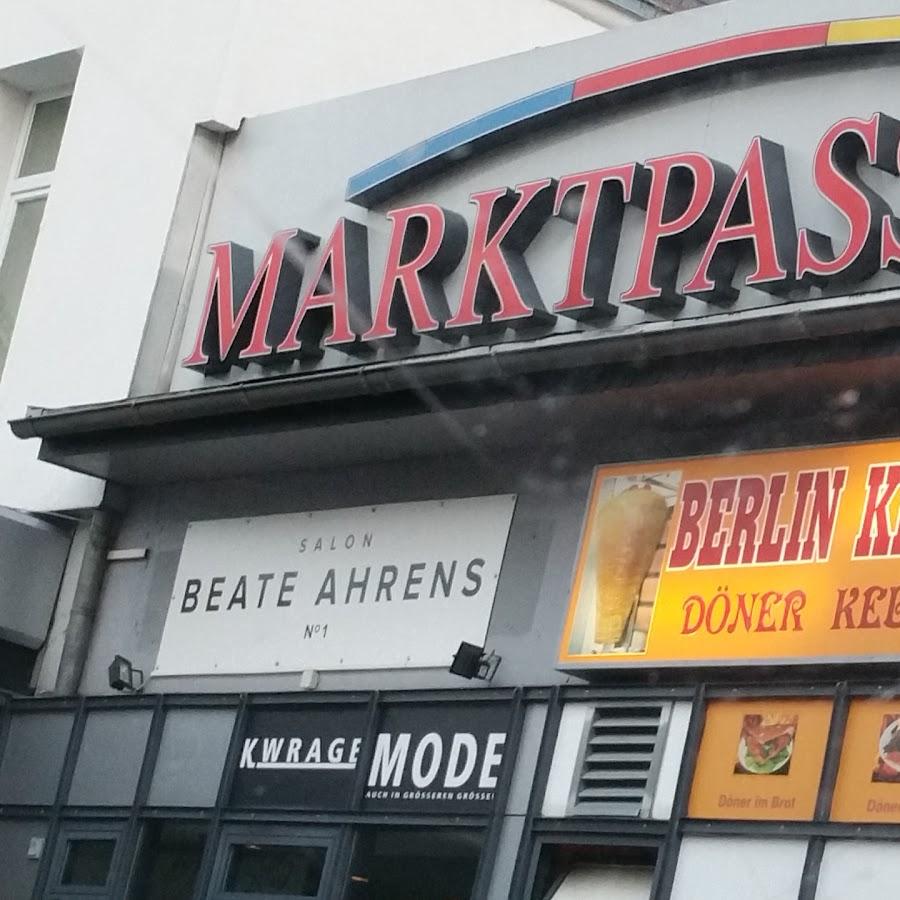 MARKTPASS
SALON
BEATE AHRENS
Nº1
BERLIN
DÖNER
KWRAGE
MODE
AUCH IN GRÖSSEREN
Döner im Brot